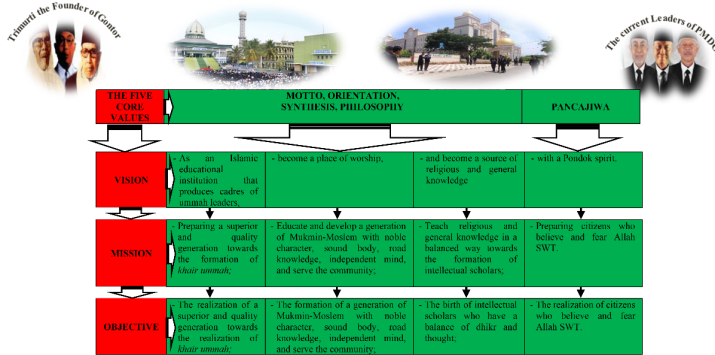 Trimurti the Founder of Gontor
The current Leaders of PMDG
THE FIVE
CORE
VALUES
MOTTO, ORIENTATION,
SYNTHESIS, PHILOSOPHY
PANCAJIWA
VISION
- As an Islamic
educational
institution that
produces cadres of
ummah leaders,
- become a place of worship,
- and become a source of
religious and general
knowledge
- with a Pondok spirit,
MISSION
- Preparing a superior
and quality
generation towards
the formation of
khair ummah;
- Educate and develop a generation
of Mukmin-Moslem with noble
character, sound body, road
knowledge, independent mind,
and serve the community;
- Teach religious and
general knowledge in a
balanced way towards
the formation of
intellectual scholars;
- Preparing citizens who
believe and fear Allah
SWT.
OBJECTIVE
- The realization of a
superior and quality
generation towards
the realization of
khair ummah;
- The formation of a generation of
Mukmin-Moslem with noble
character, sound body, road
knowledge, independent mind,
and serve the community;
- The birth of intellectual
scholars who have a
balance of dhikr and
thought;
- The realization of citizens
who believe and fear
Allah SWT.